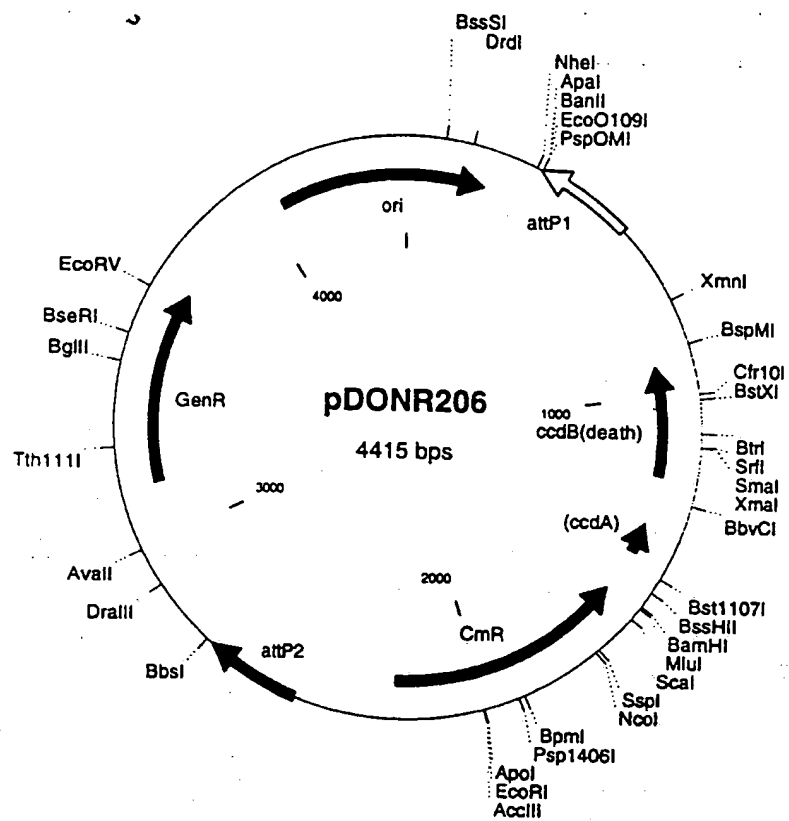 BssSI
DrdI
NheI
ApaI
BanII
EcoO109I
PspOMI
attP1
ori
4000
EcoRV
BseRI
BglII
GenR
Tth111I
3000
AvaII
DraIII
BbsI
attP2
pDONR206
4415 bps
XmnI
BspMI
Cfr10I
BstXI
1000
ccdB(death)
BtrI
SrfI
SmaI
XmaI
BbvCI
(ccdA)
2000
CmR
Bst1107I
BssHII
BamHI
MluI
ScaI
SspI
NcoI
BpmI
Psp1406I
ApoI
EcoRI
AccIII